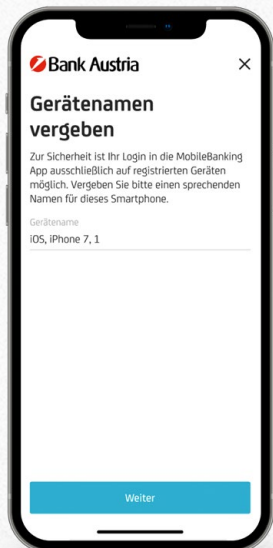 Bank Austria
Gerätenamen
vergeben
Zur Sicherheit ist Ihr Login in die MobileBanking
App ausschließlich auf registrierten Geräten
möglich. Vergeben Sie bitte einen sprechenden
Namen für dieses Smartphone.
Gerätename
iOS, iPhone 7, 1
Weiter